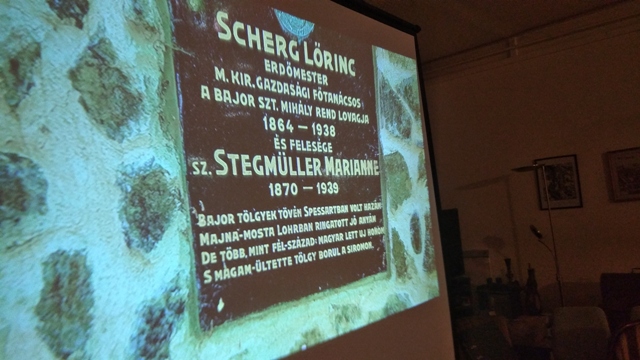 SCHERG LŐRINC
ERDŐMESTER
M. KIR. GAZDASÁGI FŐTANÁCSOS
A BAJOR SZT. MIHÁLY REND LOVAGJA
1864 – 1938
ÉS FELESÉGE
SZ. STEGMÜLLER MARIANNE
1870 – 1939
BAJOR TÖLGYEK TÖVÉN SPESSARTBAN VOLT HAZÁM
MAJNA-MOSTA LOHRBAN RINGATOTT JÓ ANYÁM
DE TÖBB, MINT FÉL-SZÁZAD: MAGYAR LETT UJ HONOM
S MAGAM-ÜLTETTE TÖLGY BORUL A SIROMON.